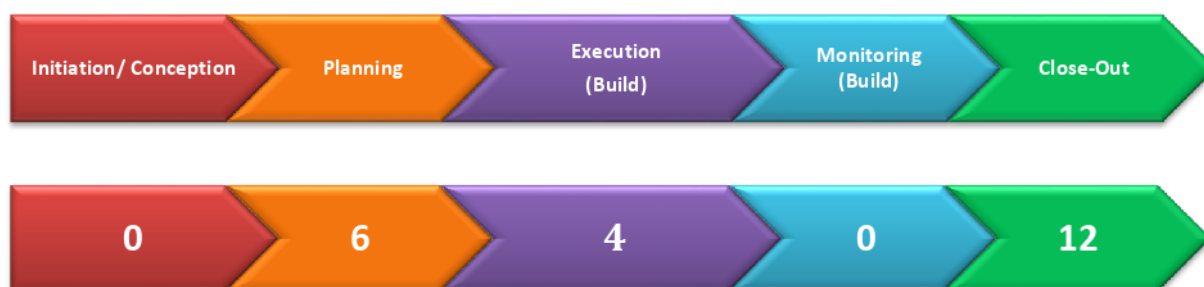 Initiation/ Conception
Planning
Execution
(Build)
Monitoring
(Build)
Close-Out
0
6
4
0
12